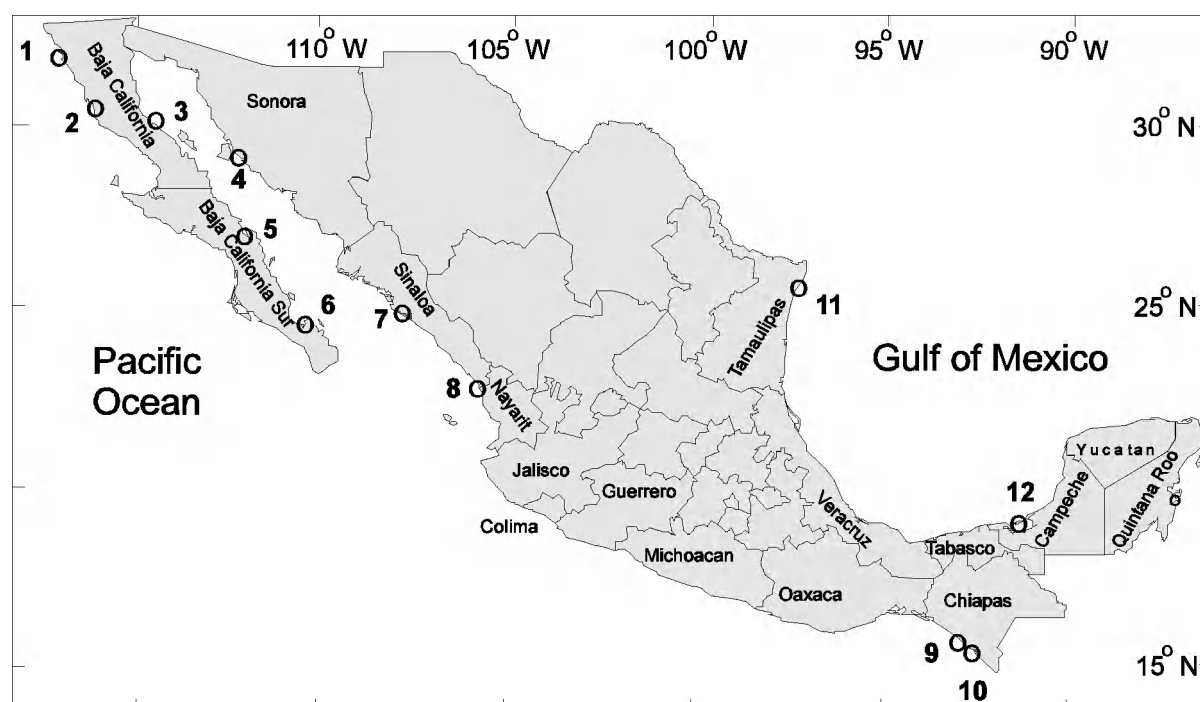 110° W
105° W
100° W
95° W
90° W
1
Baja California
2
3
Sonora
30° N
4
5
Baja California Sur
6
Sinaloa
7
25° N
11
Tamaulipas
Pacific
Ocean
Gulf of Mexico
8
Nayarit
Jalisco
Guerrero
Colima
Michoacan
Veracruz
Oaxaca
Tabasco
12
Campeche
Yucatan
Quintana Roo
Chiapas
9
10
15° N